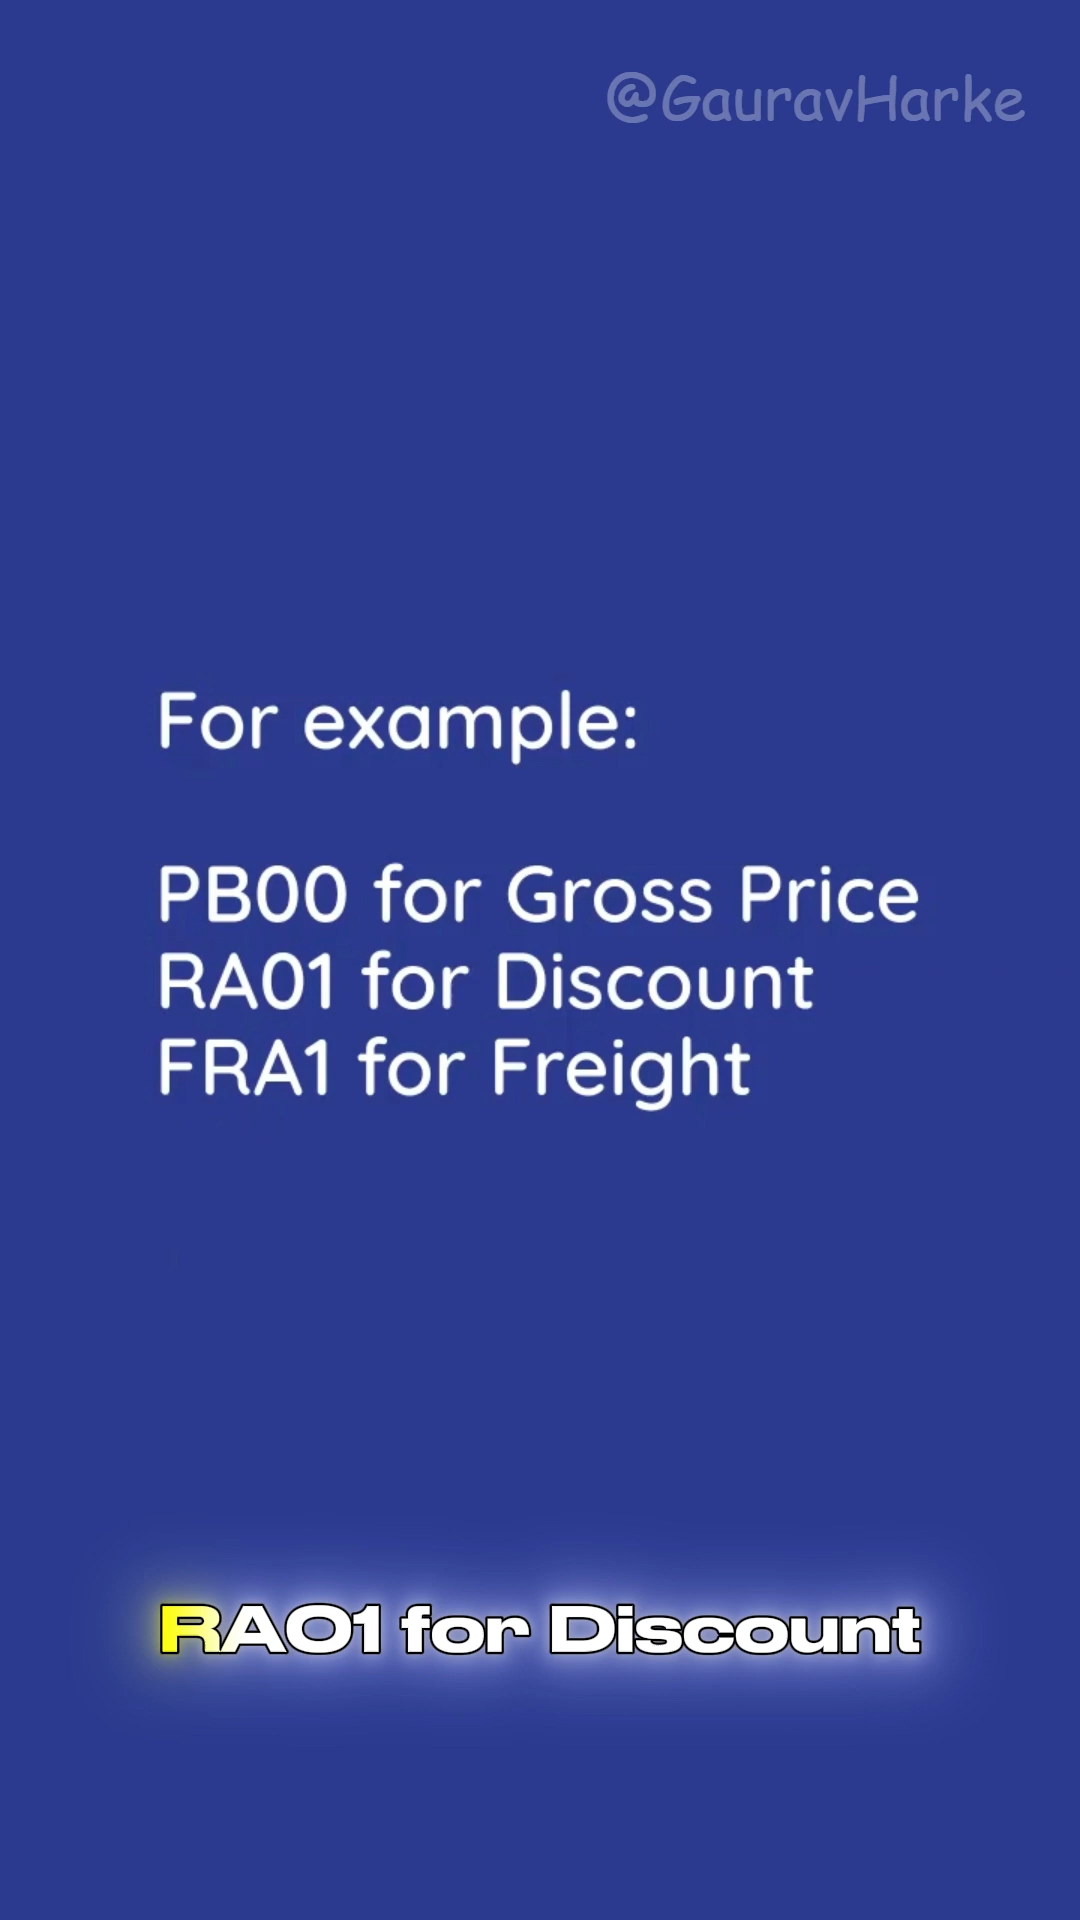 @GauravHarke
For example:
PB00 for Gross Price
RA01 for Discount
FRA1 for Freight
RA01 for Discount